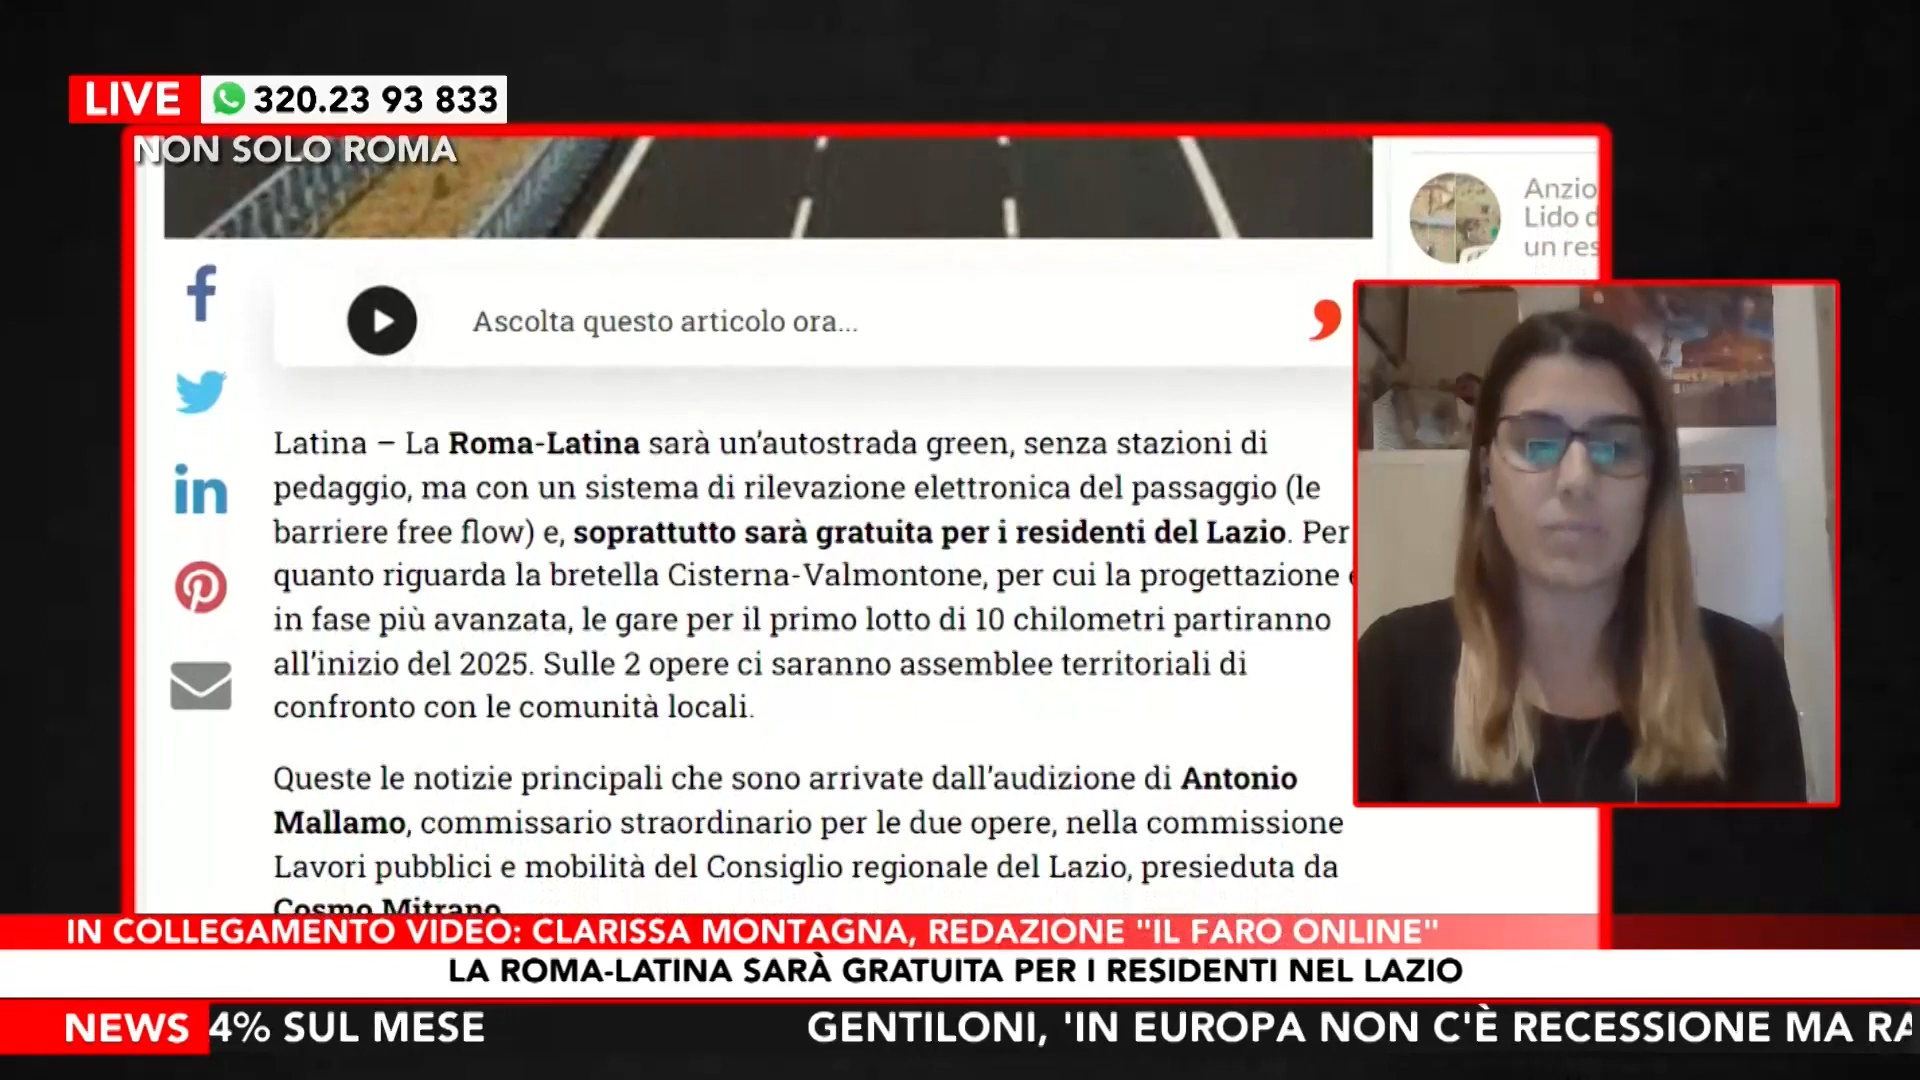 LIVE 320.23 93 833
NON SOLO ROMA
Anzio
Lido d
un res
Ascolta questo articolo ora...
Latina – La Roma-Latina sarà un'autostrada green, senza stazioni di
pedaggio, ma con un sistema di rilevazione elettronica del passaggio (le
barriere free flow) e, soprattutto sarà gratuita per i residenti del Lazio. Per
quanto riguarda la bretella Cisterna-Valmontone, per cui la progettazione
in fase più avanzata, le gare per il primo lotto di 10 chilometri partiranno
all'inizio del 2025. Sulle 2 opere ci saranno assemblee territoriali di
confronto con le comunità locali.
Queste le notizie principali che sono arrivate dall'audizione di Antonio
Mallamo, commissario straordinario per le due opere, nella commissione
Lavori pubblici e mobilità del Consiglio regionale del Lazio, presieduta da
Cosmo Mitrano.
IN COLLEGAMENTO VIDEO: CLARISSA MONTAGNA, REDAZIONE "IL FARO ONLINE"
LA ROMA-LATINA SARÀ GRATUITA PER I RESIDENTI NEL LAZIO
NEWS 4% SUL MESE GENTILONI, 'IN EUROPA NON C'È RECESSIONE MA RA